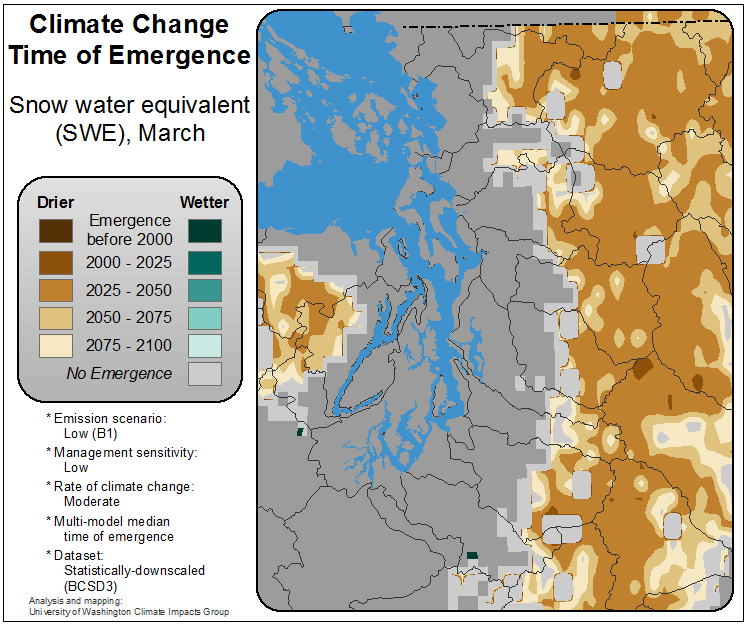 Climate Change
Time of Emergence
Snow water equivalent
(SWE), March
Drier Emergence Wetter
before 2000
2000 - 2025
2025 - 2050
2050 - 2075
2075 - 2100
No Emergence
* Emission scenario:
Low (B1)
* Management sensitivity:
Low
* Rate of climate change:
Moderate
* Multi-model median
time of emergence
* Dataset:
Statistically-downscaled
(BCSD3)
Analysis and mapping:
University of Washington Climate Impacts Group